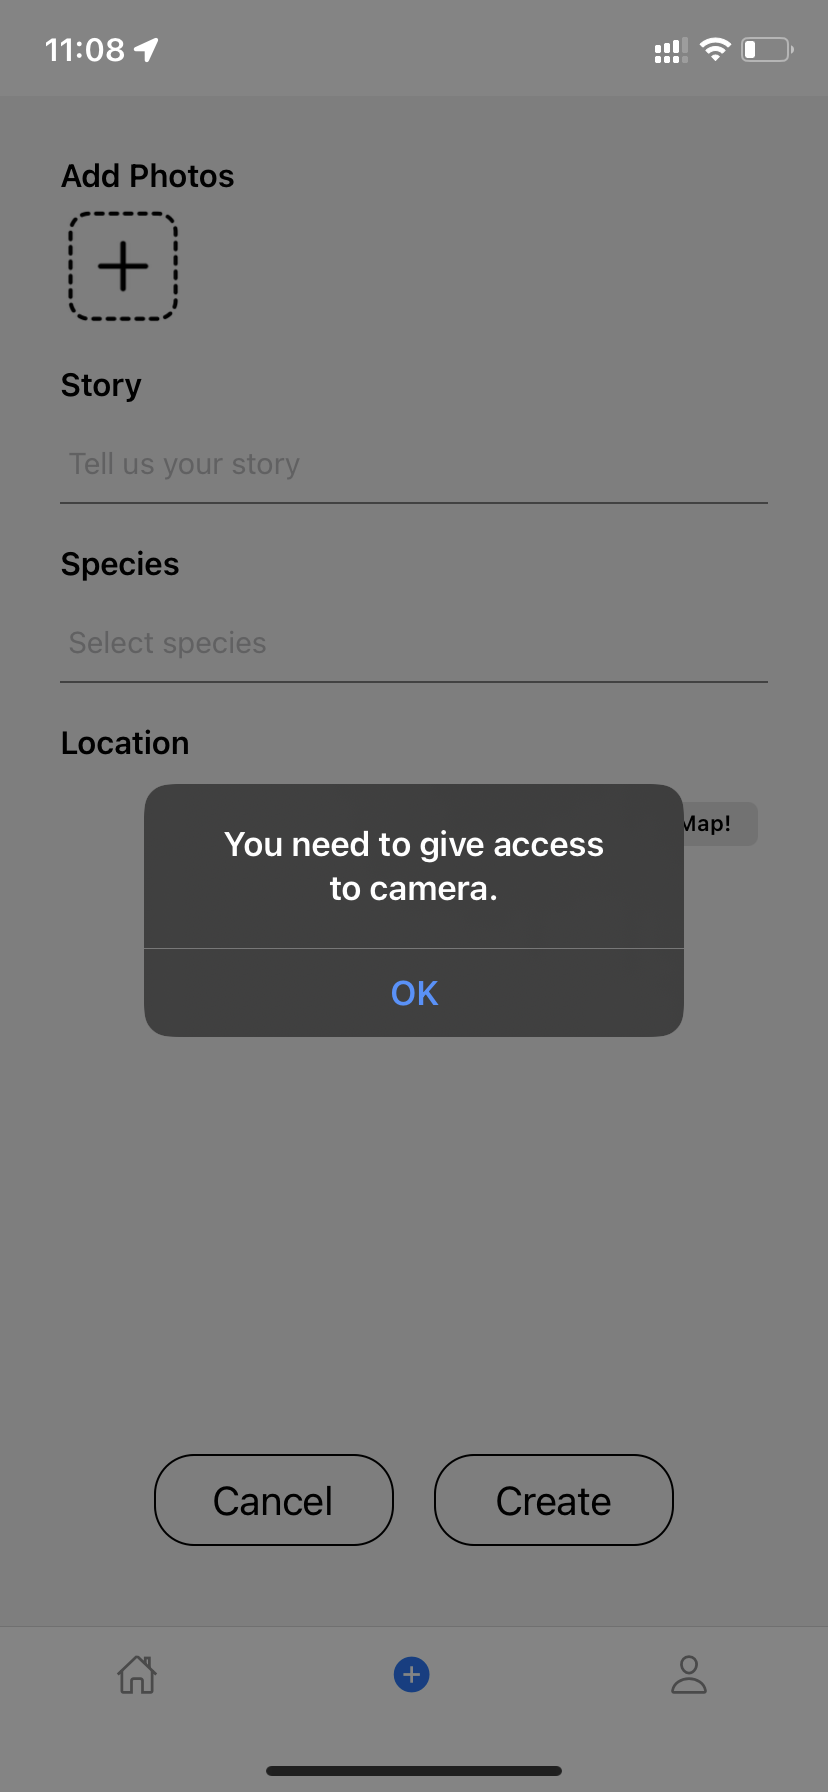 11:08
Add Photos
Story
Tell us your story
Species
Select species
Location
Map!
You need to give access
to camera.
OK
Cancel
Create